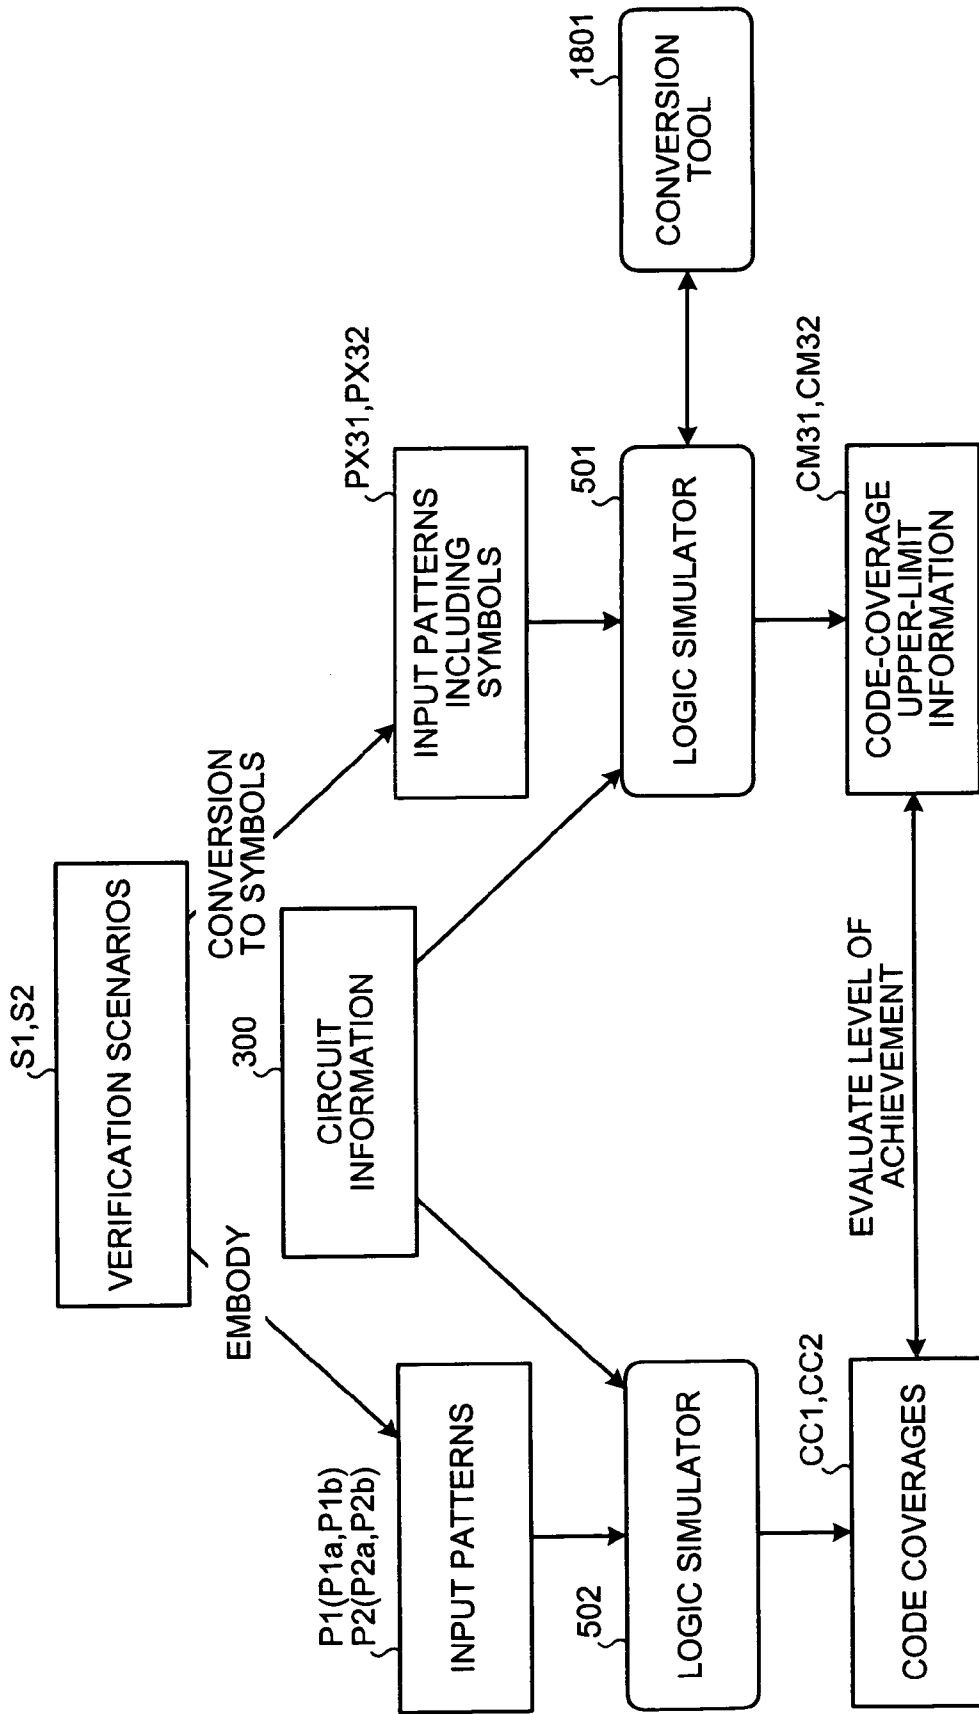 S1,S2
VERIFICATION SCENARIOS
EMBODY
CONVERSION
TO SYMBOLS
300
CIRCUIT
INFORMATION
P1(P1a,P1b)
P2(P2a,P2b)
INPUT PATTERNS
PX31,PX32
INPUT PATTERNS
INCLUDING
SYMBOLS
502
LOGIC SIMULATOR
501
LOGIC SIMULATOR
1801
CONVERSION
TOOL
CC1,CC2
CODE COVERAGES
EVALUATE LEVEL OF
ACHIEVEMENT
CM31,CM32
CODE-COVERAGE
UPPER-LIMIT
INFORMATION